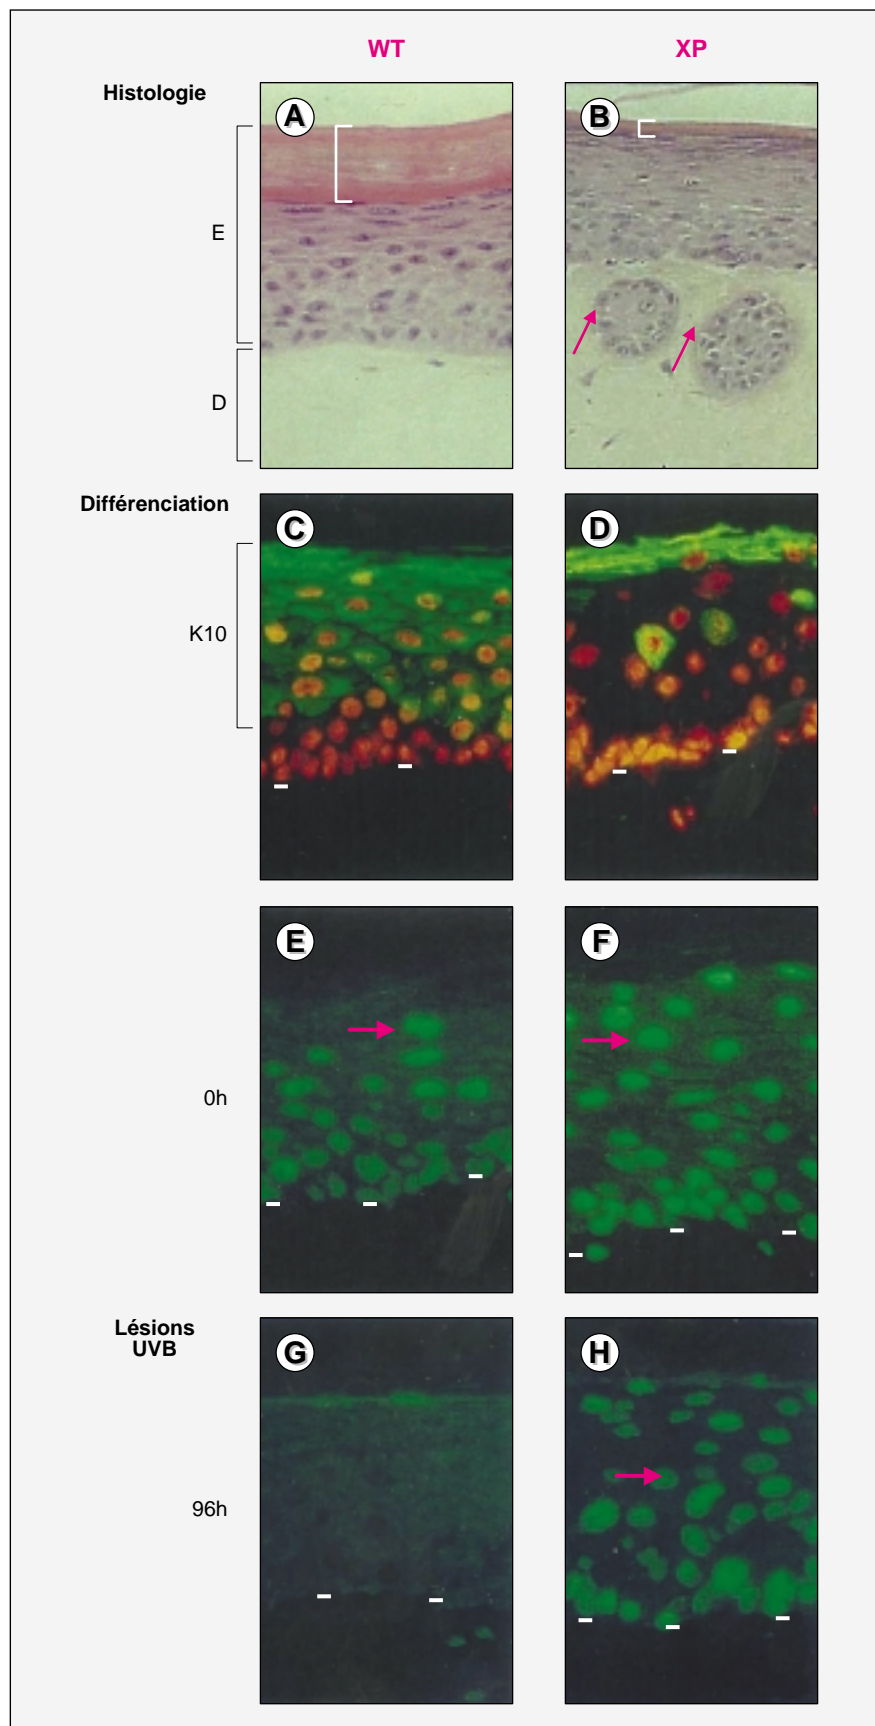 WT
XP
Histologie
A
B
E
D
Différenciation
C
D
K10
E
F
0h
Lésions
UVB
G
H
96h